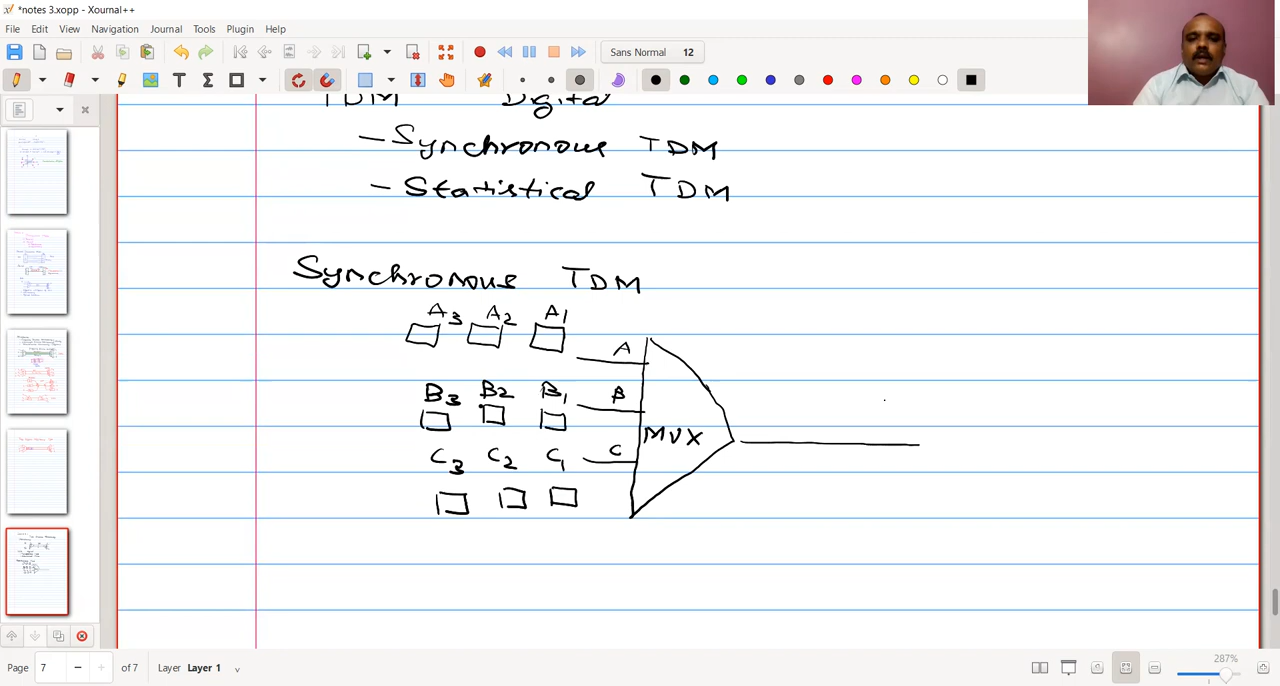 *notes 3.xopp - Xournal++
File Edit View Navigation Journal Tools Plugin Help
Sans Normal 12
TDM Digital
- Synchronous TDM
- Statistical TDM
Synchronous TDM
A3 A2 A1
A
B3 B2 B1 B
MUX
C3 C2 C1 C
Page 7 of 7 Layer Layer 1 287%